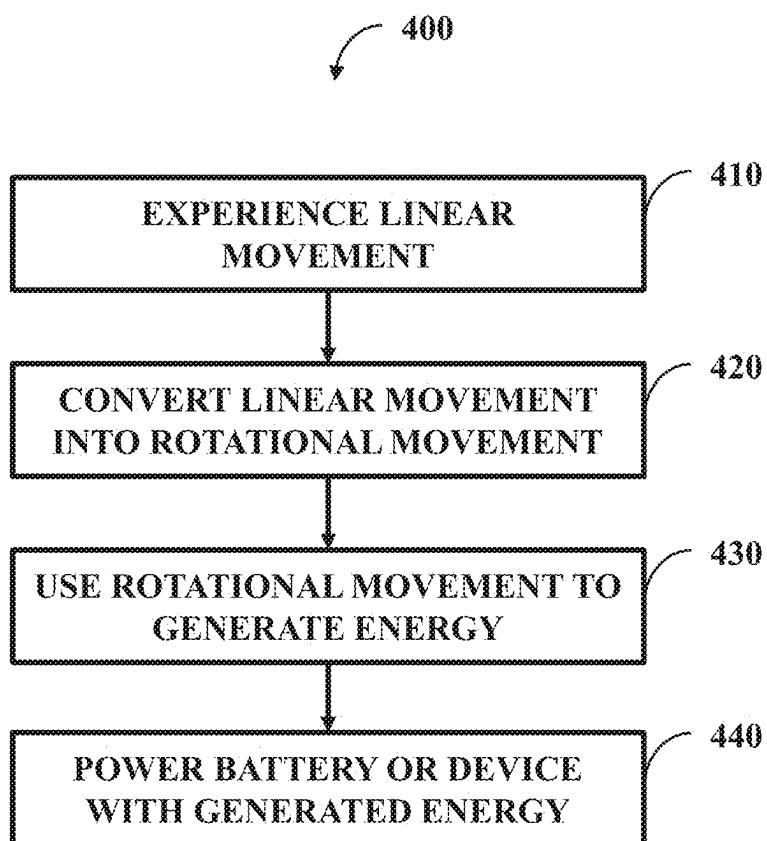 400
410
EXPERIENCE LINEAR
MOVEMENT
420
CONVERT LINEAR MOVEMENT
INTO ROTATIONAL MOVEMENT
430
USE ROTATIONAL MOVEMENT TO
GENERATE ENERGY
440
POWER BATTERY OR DEVICE
WITH GENERATED ENERGY